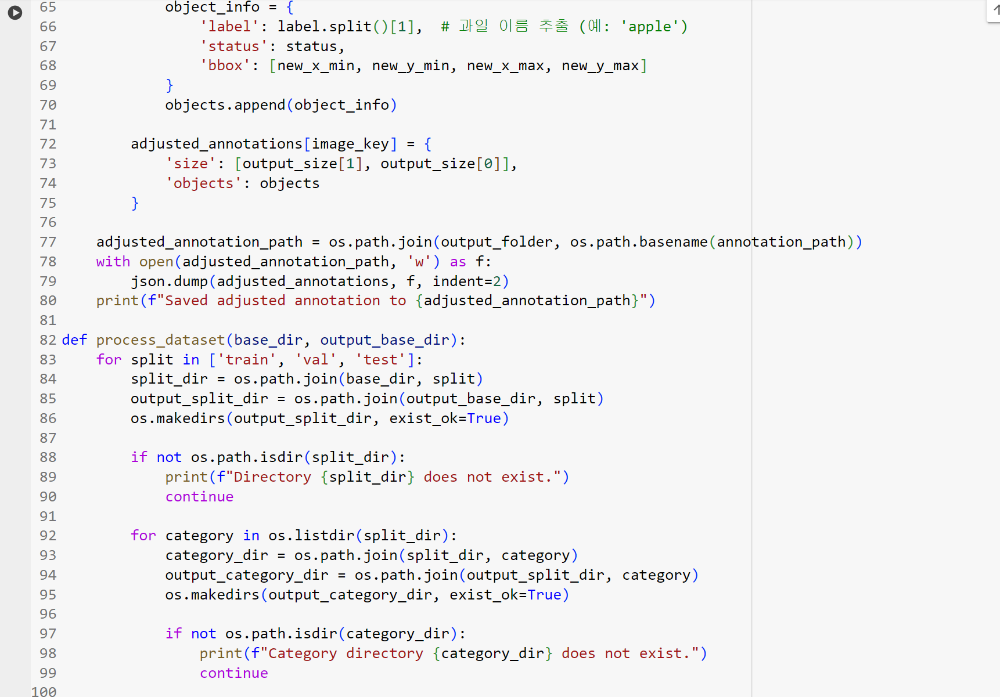 65 object_info = {
66 'label': label.split()[1],  # 과일 이름 추출 (예: 'apple')
67 'status': status,
68 'bbox': [new_x_min, new_y_min, new_x_max, new_y_max]
69 }
70 objects.append(object_info)
71
72 adjusted_annotations[image_key] = {
73 'size': [output_size[1], output_size[0]],
74 'objects': objects
75 }
76
77 adjusted_annotation_path = os.path.join(output_folder, os.path.basename(annotation_path))
78 with open(adjusted_annotation_path, 'w') as f:
79 json.dump(adjusted_annotations, f, indent=2)
80 print(f"Saved adjusted annotation to {adjusted_annotation_path}")
81
82 def process_dataset(base_dir, output_base_dir):
83 for split in ['train', 'val', 'test']:
84 split_dir = os.path.join(base_dir, split)
85 output_split_dir = os.path.join(output_base_dir, split)
86 os.makedirs(output_split_dir, exist_ok=True)
87
88 if not os.path.isdir(split_dir):
89 print(f"Directory {split_dir} does not exist.")
90 continue
91
92 for category in os.listdir(split_dir):
93 category_dir = os.path.join(split_dir, category)
94 output_category_dir = os.path.join(output_split_dir, category)
95 os.makedirs(output_category_dir, exist_ok=True)
96
97 if not os.path.isdir(category_dir):
98 print(f"Category directory {category_dir} does not exist.")
99 continue
100